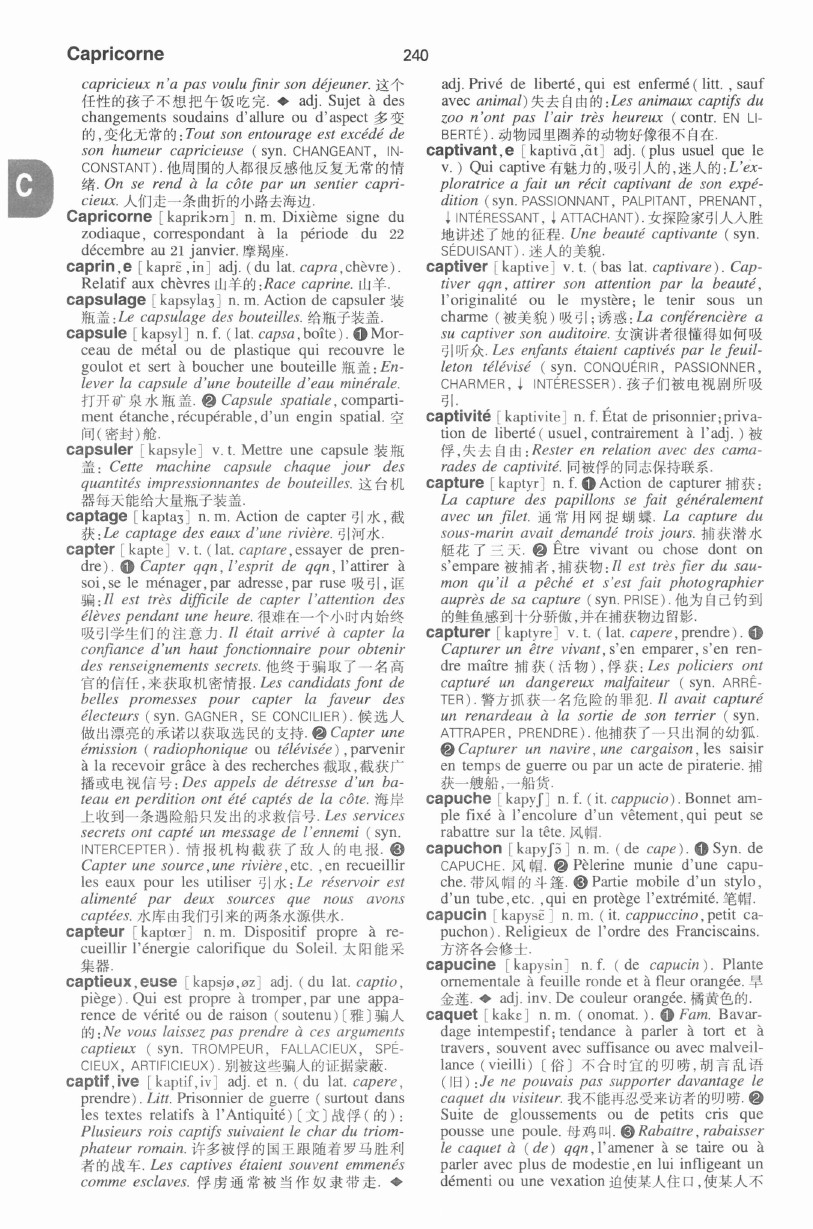 Capricorne
240
C
capricieux n'a pas voulu finir son déjeuner. 这个
任性的孩子不想把午饭吃完. ◆ adj. Sujet à des
changements soudains d'allure ou d'aspect 多变
的,变化无常的:Tout son entourage est excédé de
son humeur capricieuse ( syn. CHANGEANT, IN-
CONSTANT). 他周围的人都很反感他反复无常的情
绪. On se rend à la côte par un sentier capri-
cieux. 人们走一条曲折的小路去海边.
Capricorne [kaprikɔrn] n. m. Dixième signe du
zodiaque, correspondant à la période du 22
décembre au 21 janvier. 摩羯座.
caprin,e [kaprɛ̃,in] adj. (du lat. capra,chèvre).
Relatif aux chèvres 山羊的:Race caprine. 山羊.
capsulage [kapsylaʒ] n. m. Action de capsuler 装
瓶盖:Le capsulage des bouteilles. 给瓶子装盖.
capsule [kapsyl] n. f. (lat. capsa,boîte). ❶ Mor-
ceau de métal ou de plastique qui recouvre le
goulot et sert à boucher une bouteille 瓶盖:En-
lever la capsule d'une bouteille d'eau minérale.
打开矿泉水瓶盖. ❷ Capsule spatiale, comparti-
ment étanche,récupérable,d'un engin spatial. 空
间(密封)舱.
capsuler [kapsyle] v. t. Mettre une capsule 装瓶
盖: Cette machine capsule chaque jour des
quantités impressionnantes de bouteilles. 这台机
器每天能给大量瓶子装盖.
captage [kaptaʒ] n. m. Action de capter 引水,截
获:Le captage des eaux d'une rivière. 引河水.
capter [kapte] v. t. (lat. captare,essayer de pren-
dre). ❶ Capter qqn, l'esprit de qqn,l'attirer à
soi,se le ménager,par adresse,par ruse 吸引,诓
骗:Il est très difficile de capter l'attention des
élèves pendant une heure. 很难在一个小时内始终
吸引学生们的注意力. Il était arrivé à capter la
confiance d'un haut fonctionnaire pour obtenir
des renseignements secrets. 他终于骗取了一名高
官的信任,来获取机密情报. Les candidats font de
belles promesses pour capter la faveur des
électeurs (syn. GAGNER, SE CONCILIER). 候选人
做出漂亮的承诺以获取选民的支持. ❷ Capter une
émission (radiophonique ou télévisée),parvenir
à la recevoir grâce à des recherches 截取,截获广
播或电视信号:Des appels de détresse d'un ba-
teau en perdition ont été captés de la côte. 海岸
上收到一条遇险船只发出的求救信号. Les services
secrets ont capté un message de l'ennemi ( syn.
INTERCEPTER). 情报机构截获了敌人的电报. ❸
Capter une source,une rivière,etc. ,en recueillir
les eaux pour les utiliser 引水:Le réservoir est
alimenté par deux sources que nous avons
captées. 水库由我们引来的两条水源供水.
capteur [kaptœr] n. m. Dispositif propre à re-
cueillir l'énergie calorifique du Soleil. 太阳能采
集器.
captieux,euse [kapsjø,øz] adj. (du lat. captio,
piège). Qui est propre à tromper,par une appa-
rence de vérité ou de raison (soutenu)〔雅〕骗人
的:Ne vous laissez pas prendre à ces arguments
captieux ( syn. TROMPEUR, FALLACIEUX, SPÉ-
CIEUX, ARTIFICIEUX). 别被这些骗人的证据蒙蔽.
captif,ive [kaptif,iv] adj. et n. (du lat. capere,
prendre). Litt. Prisonnier de guerre (surtout dans
les textes relatifs à l'Antiquité)〔文〕战俘(的):
Plusieurs rois captifs suivaient le char du triom-
phateur romain. 许多被俘的国王跟随着罗马胜利
者的战车. Les captives étaient souvent emmenés
comme esclaves. 俘虏通常被当作奴隶带走. ◆
adj. Privé de liberté,qui est enfermé (litt. , sauf
avec animal) 失去自由的:Les animaux captifs du
zoo n'ont pas l'air très heureux (contr. EN LI-
BERTÉ). 动物园里圈养的动物好像很不自在.
captivant,e [kaptivɑ̃,ɑ̃t] adj. (plus usuel que le
v. ) Qui captive 有魅力的,吸引人的,迷人的:L'ex-
ploratrice a fait un récit captivant de son expé-
dition (syn. PASSIONNANT, PALPITANT, PRENANT,
↓INTÉRESSANT,↓ATTACHANT). 女探险家引人入胜
地讲述了她的征程. Une beauté captivante ( syn.
SÉDUISANT). 迷人的美貌.
captiver [kaptive] v. t. (bas lat. captivare). Cap-
tiver qqn, attirer son attention par la beauté,
l'originalité ou le mystère; le tenir sous un
charme (被美貌)吸引;诱惑:La conférencière a
su captiver son auditoire. 女演讲者很懂得如何吸
引听众. Les enfants étaient captivés par le feuil-
leton télévisé ( syn. CONQUÉRIR, PASSIONNER,
CHARMER,↓ INTÉRESSER). 孩子们被电视剧所吸
引.
captivité [kaptivite] n. f. État de prisonnier;priva-
tion de liberté (usuel, contrairement à l'adj. ) 被
俘,失去自由:Rester en relation avec des cama-
rades de captivité. 同被俘的同志保持联系.
capture [kaptyr] n. f. ❶ Action de capturer 捕获:
La capture des papillons se fait généralement
avec un filet. 通常用网捉蝴蝶. La capture du
sous-marin avait demandé trois jours. 捕获潜水
艇花了三天. ❷ Être vivant ou chose dont on
s'empare 被捕者,捕获物:Il est très fier du sau-
mon qu'il a pêché et s'est fait photographier
auprès de sa capture (syn. PRISE). 他为自己钓到
的鲑鱼感到十分骄傲,并在捕获物边留影.
capturer [kaptyre] v. t. (lat. capere,prendre). ❶
Capturer un être vivant,s'en emparer,s'en ren-
dre maître 捕获(活物),俘获:Les policiers ont
capturé un dangereux malfaiteur ( syn. ARRÊ-
TER). 警方抓获一名危险的罪犯. Il avait capturé
un renardeau à la sortie de son terrier ( syn.
ATTRAPER, PRENDRE). 他捕获了一只出洞的幼狐.
❷ Capturer un navire,une cargaison,les saisir
en temps de guerre ou par un acte de piraterie. 捕
获一艘船,一船货.
capuche [kapyʃ] n. f. (it. cappucio). Bonnet am-
ple fixé à l'encolure d'un vêtement,qui peut se
rabattre sur la tête. 风帽.
capuchon [kapyʃɔ̃] n. m. (de cape). ❶ Syn. de
CAPUCHE. 风帽. ❷ Pèlerine munie d'une capu-
che. 带风帽的斗篷. ❸ Partie mobile d'un stylo,
d'un tube,etc. ,qui en protège l'extrémité. 笔帽.
capucin [kapysɛ̃] n. m. (it. cappuccino,petit ca-
puchon). Religieux de l'ordre des Franciscains.
方济各会修士.
capucine [kapysin] n. f. ( de capucin). Plante
ornementale à feuille ronde et à fleur orangée. 旱
金莲. ◆ adj. inv. De couleur orangée. 橘黄色的.
caquet [kakɛ] n. m. (onomat. ). ❶ Fam. Bavar-
dage intempestif; tendance à parler à tort et à
travers, souvent avec suffisance ou avec malveil-
lance (vieilli)〔俗〕不合时宜的叨唠,胡言乱语
(旧):Je ne pouvais pas supporter davantage le
caquet du visiteur. 我不能再忍受来访者的叨唠. ❷
Suite de gloussements ou de petits cris que
pousse une poule. 母鸡叫. ❸ Rabattre, rabaisser
le caquet à (de) qqn,l'amener à se taire ou à
parler avec plus de modestie,en lui infligeant un
démenti ou une vexation 迫使某人住口,使某人不